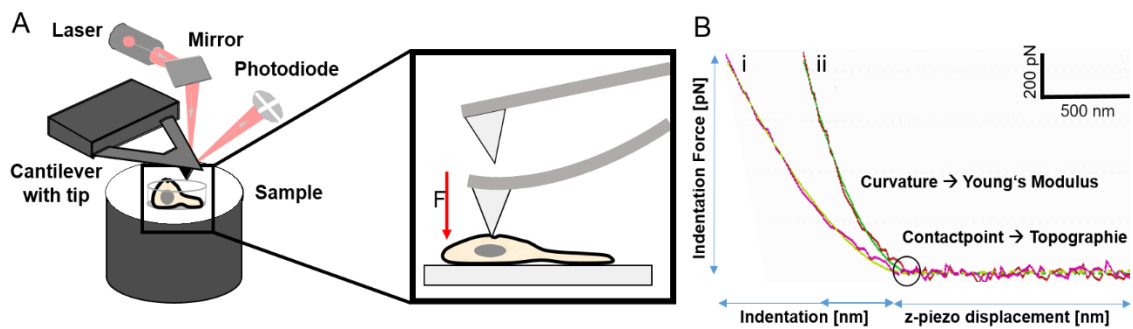 A
Laser
Mirror
Photodiode
Cantilever
with tip
Sample
F
B
Indentation Force [pN]
i
ii
200 pN
500 nm
Curvature → Young‘s Modulus
Contactpoint → Topographie
Indentation [nm]
z-piezo displacement [nm]